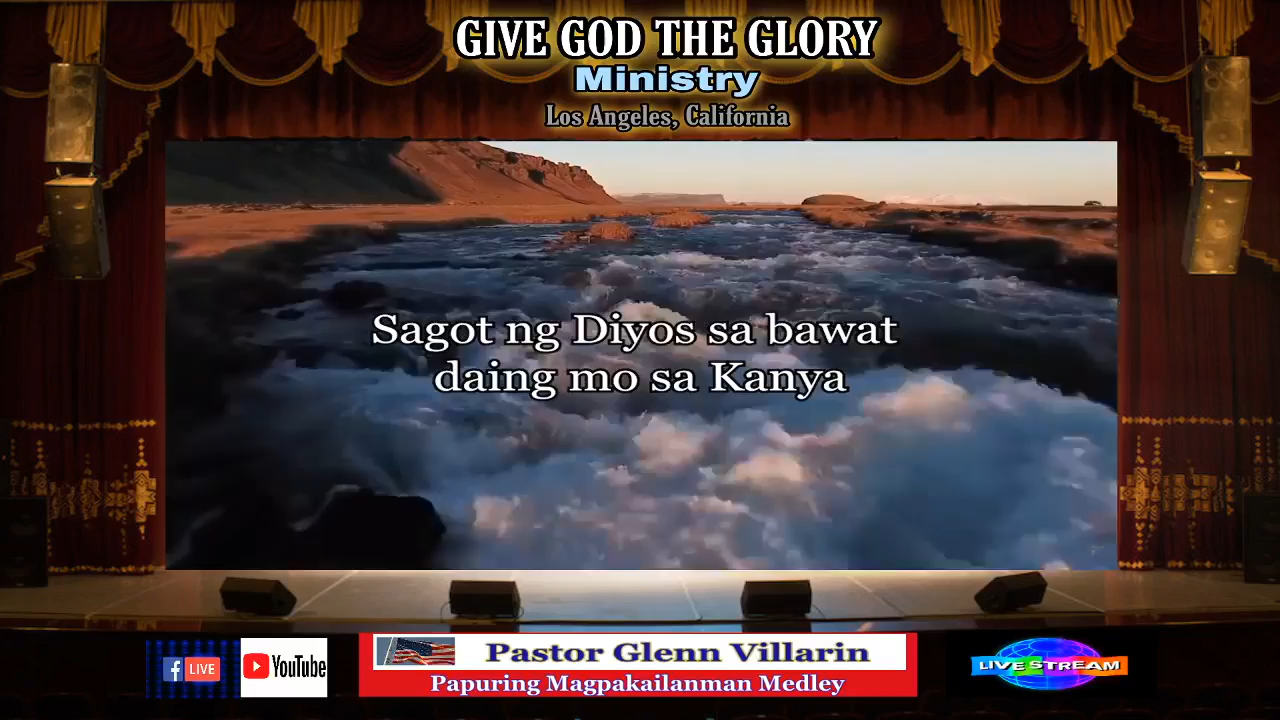 GIVE GOD THE GLORY
Ministry
Los Angeles, California
Sagot ng Diyos sa bawat
daing mo sa Kanya
f LIVE
YouTube
Pastor Glenn Villarin
Papuring Magpakailanman Medley
LIVE STREAM